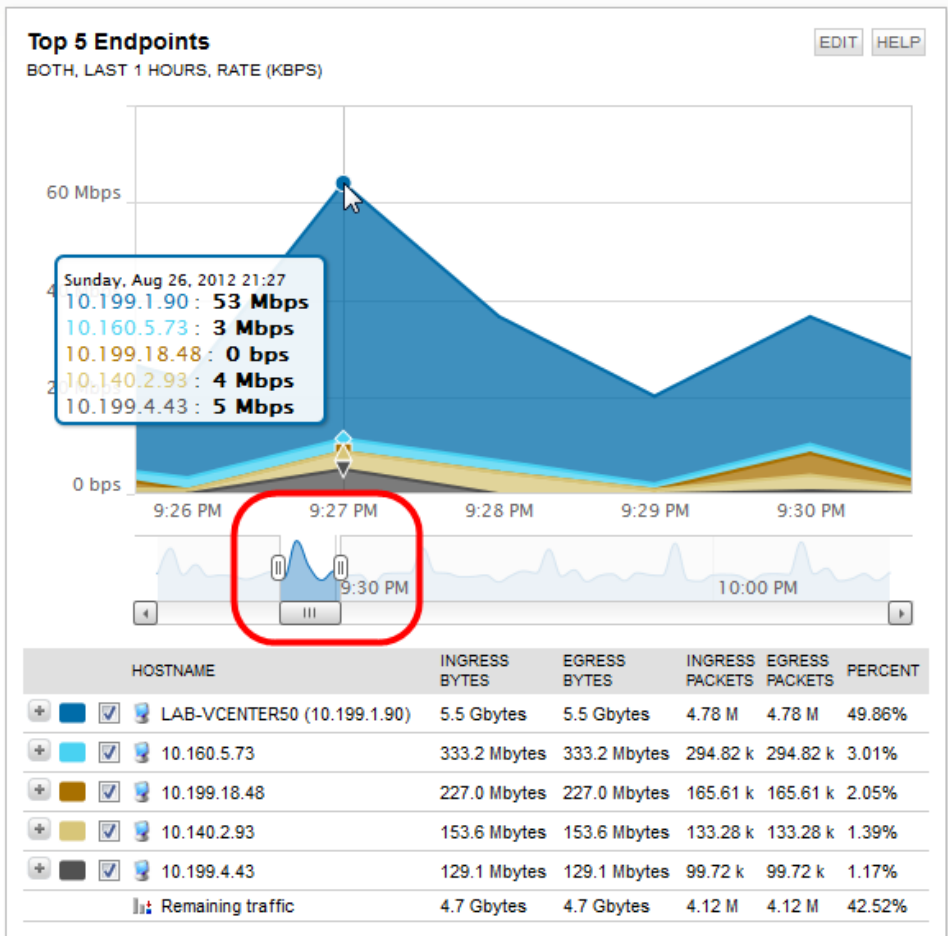 Top 5 Endpoints
EDIT HELP
BOTH, LAST 1 HOURS, RATE (KBPS)
60 Mbps
Sunday, Aug 26, 2012 21:27
10.199.1.90 : 53 Mbps
10.160.5.73 : 3 Mbps
10.199.18.48 : 0 bps
10.140.2.93 : 4 Mbps
10.199.4.43 : 5 Mbps
0 bps
9:26 PM 9:27 PM 9:28 PM 9:29 PM 9:30 PM
9:30 PM 10:00 PM
HOSTNAME INGRESS BYTES EGRESS BYTES INGRESS PACKETS EGRESS PACKETS PERCENT
LAB-VCENTER50 (10.199.1.90) 5.5 Gbytes 5.5 Gbytes 4.78 M 4.78 M 49.86%
10.160.5.73 333.2 Mbytes 333.2 Mbytes 294.82 k 294.82 k 3.01%
10.199.18.48 227.0 Mbytes 227.0 Mbytes 165.61 k 165.61 k 2.05%
10.140.2.93 153.6 Mbytes 153.6 Mbytes 133.28 k 133.28 k 1.39%
10.199.4.43 129.1 Mbytes 129.1 Mbytes 99.72 k 99.72 k 1.17%
Remaining traffic 4.7 Gbytes 4.7 Gbytes 4.12 M 4.12 M 42.52%